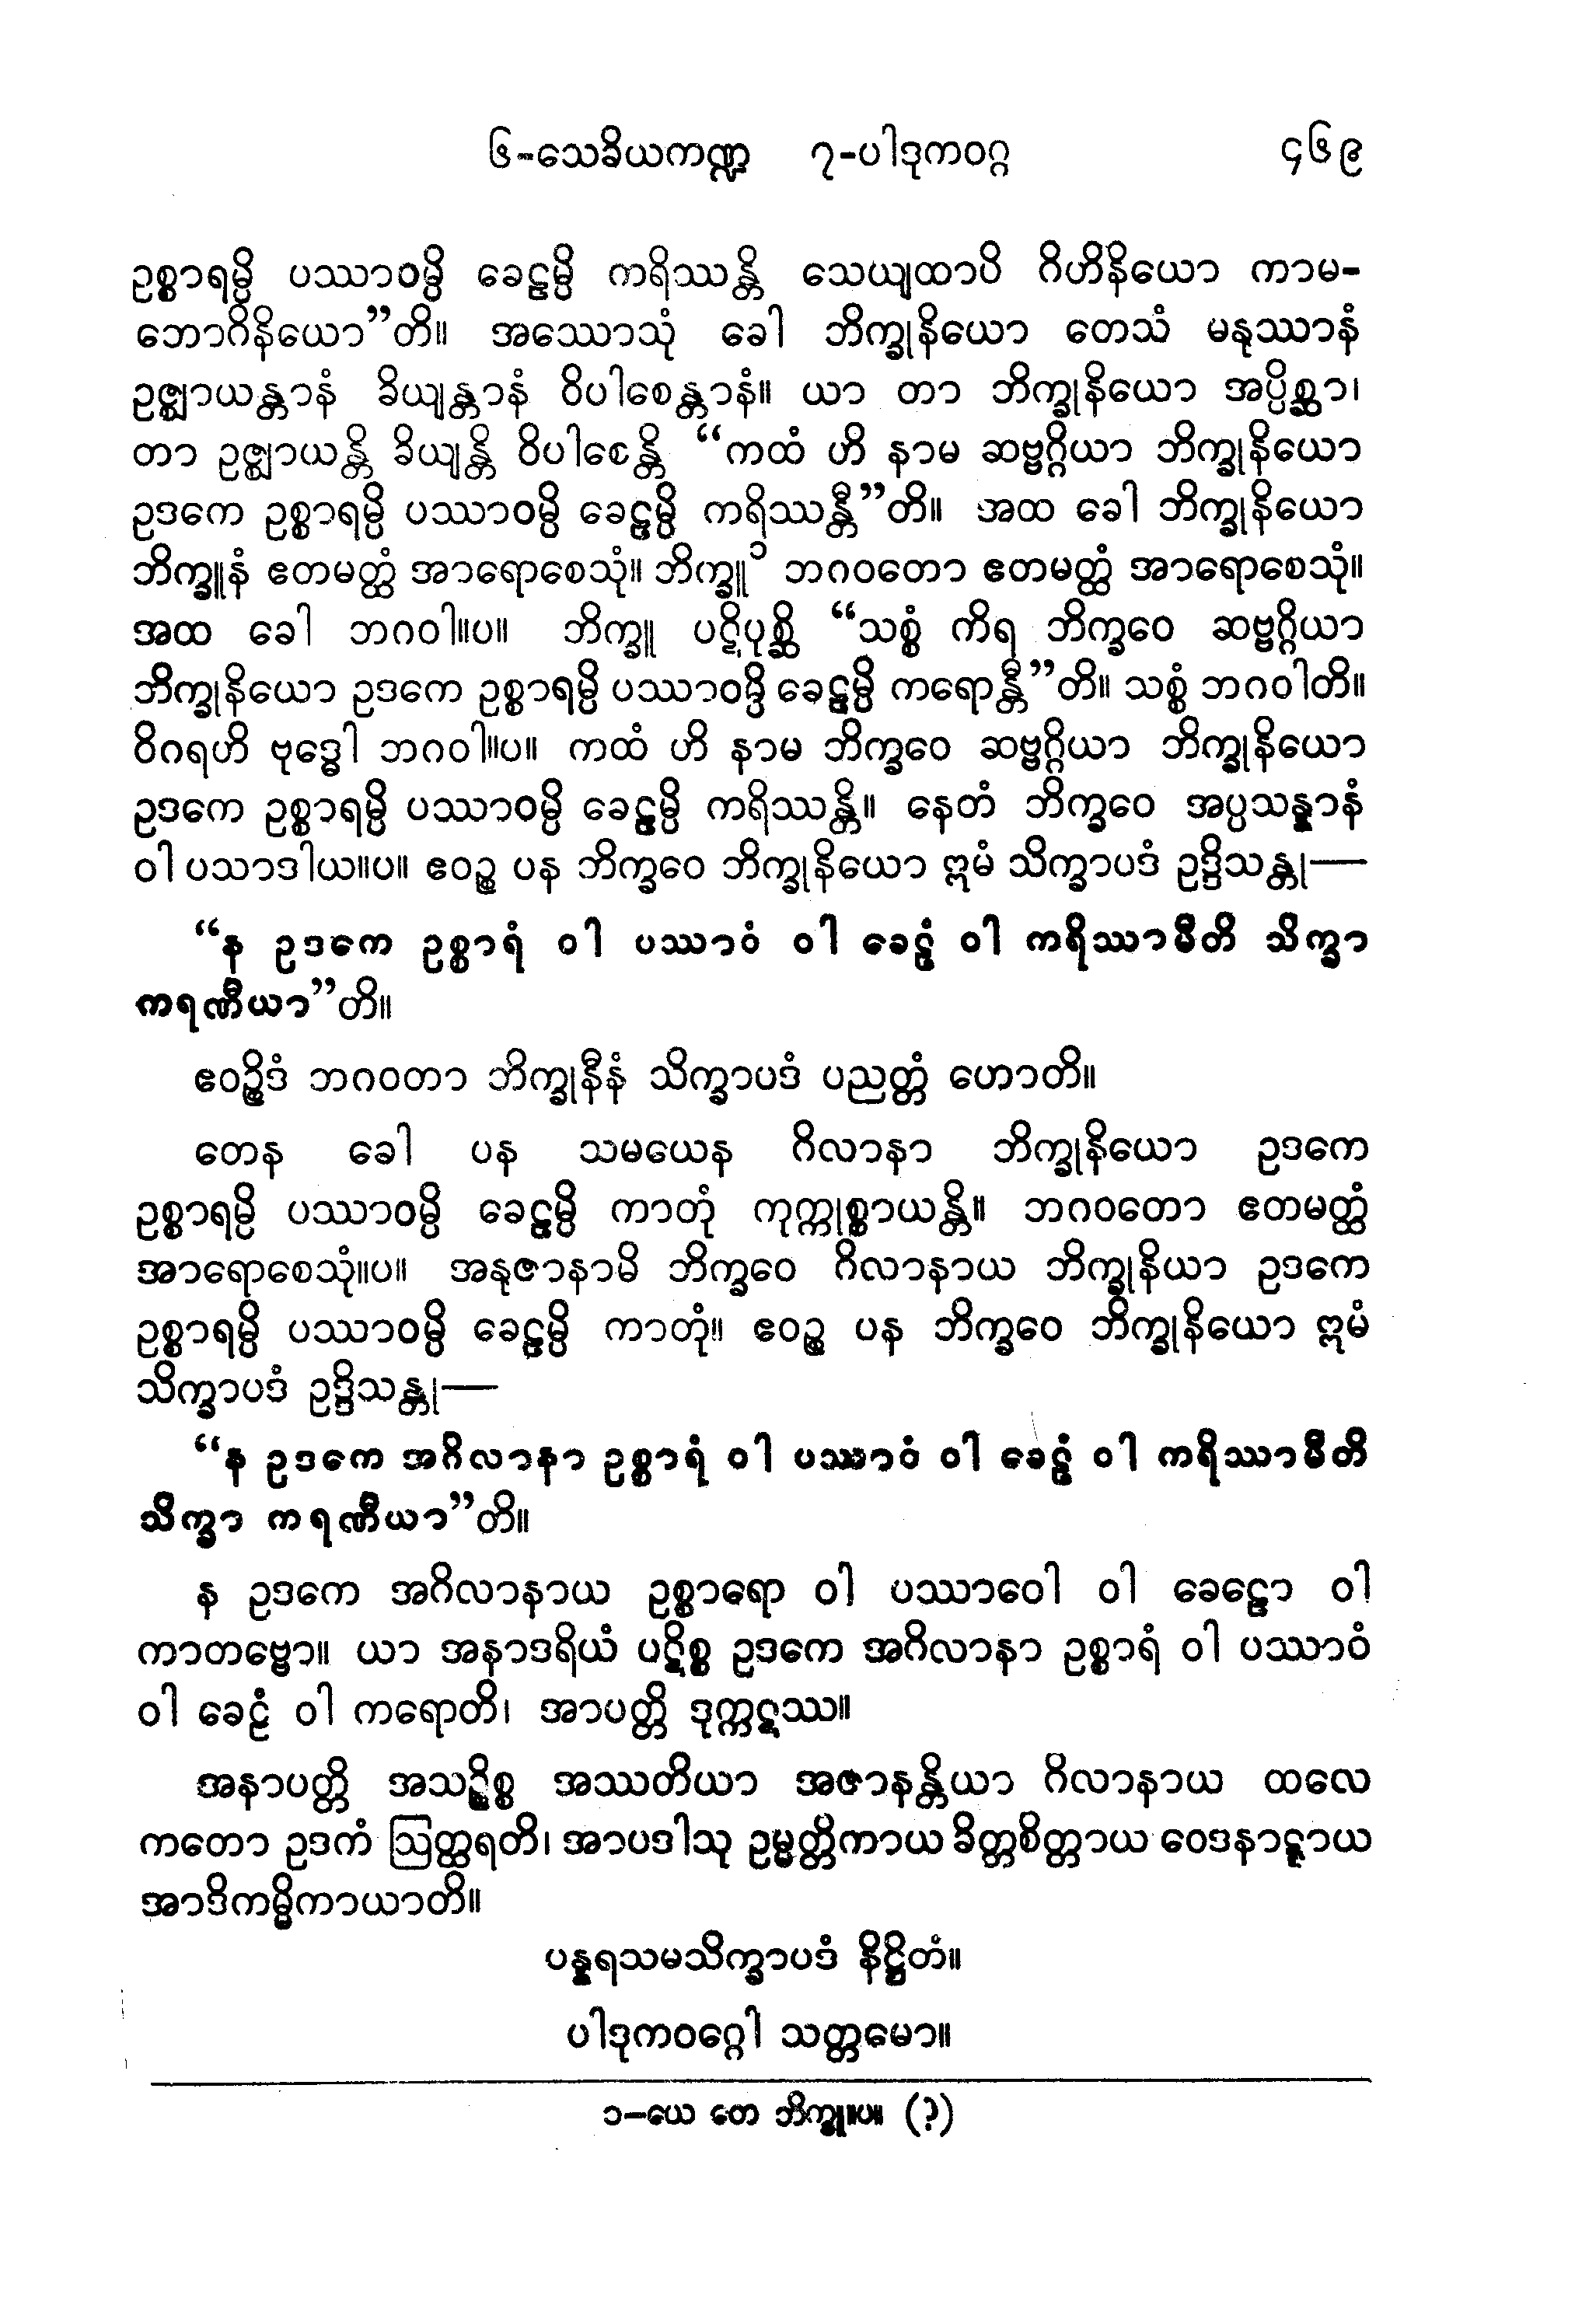 ၆-သေခိယကဏ္ဍ ၇-ပါဒုကဝဂ္ဂ ၄၆၉
ဥစ္စာရမ္ပိ ပဿာဝမ္ပိ ခေဠမ္ပိ ကရိဿန္တိ သေယျထာပိ ဂိဟိနိယော ကာမ-
ဘောဂိနိယော”တိ။ အဿောသုံ ခေါ ဘိက္ခုနိယော တေသံ မနုဿာနံ
ဥဇ္ဈာယန္တာနံ ခိယျန္တာနံ ဝိပါစေန္တာနံ။ ယာ တာ ဘိက္ခုနိယော အပ္ပိစ္ဆာ၊
တာ ဥဇ္ဈာယန္တိ ခိယျန္တိ ဝိပါစေန္တိ “ကထံ ဟိ နာမ ဆဗ္ဗဂ္ဂိယာ ဘိက္ခုနိယော
ဥဒကေ ဥစ္စာရမ္ပိ ပဿာဝမ္ပိ ခေဠမ္ပိ ကရိဿန္တီ”တိ။ အထ ခေါ ဘိက္ခုနိယော
ဘိက္ခူနံ ဧတမတ္ထံ အာရောစေသုံ။ ဘိက္ခူ ၁ ဘဂဝတော ဧတမတ္ထံ အာရောစေသုံ။
အထ ခေါ ဘဂဝါ။ပ။ ဘိက္ခူ ပဋိပုစ္ဆိ “သစ္စံ ကိရ ဘိက္ခဝေ ဆဗ္ဗဂ္ဂိယာ
ဘိက္ခုနိယော ဥဒကေ ဥစ္စာရမ္ပိ ပဿာဝမ္ပိ ခေဠမ္ပိ ကရောန္တီ”တိ။ သစ္စံ ဘဂဝါတိ။
ဝိဂရဟိ ဗုဒ္ဓေါ ဘဂဝါ။ပ။ ကထံ ဟိ နာမ ဘိက္ခဝေ ဆဗ္ဗဂ္ဂိယာ ဘိက္ခုနိယော
ဥဒကေ ဥစ္စာရမ္ပိ ပဿာဝမ္ပိ ခေဠမ္ပိ ကရိဿန္တိ။ နေတံ ဘိက္ခဝေ အပ္ပသန္နာနံ
ဝါ ပသာဒါယ။ပ။ ဧဝဉ္စ ပန ဘိက္ခဝေ ဘိက္ခုနိယော ဣမံ သိက္ခာပဒံ ဥဒ္ဒိသန္တု—
“န ဥဒကေ ဥစ္စာရံ ဝါ ပဿာဝံ ဝါ ခေဠံ ဝါ ကရိဿာမီတိ သိက္ခာ
ကရဏီယာ”တိ။
ဧဝဉ္စိဒံ ဘဂဝတာ ဘိက္ခုနီနံ သိက္ခာပဒံ ပညတ္တံ ဟောတိ။
တေန ခေါ ပန သမယေန ဂိလာနာ ဘိက္ခုနိယော ဥဒကေ
ဥစ္စာရမ္ပိ ပဿာဝမ္ပိ ခေဠမ္ပိ ကာတုံ ကုက္ကုစ္စာယန္တိ။ ဘဂဝတော ဧတမတ္ထံ
အာရောစေသုံ။ပ။ အနုဇာနာမိ ဘိက္ခဝေ ဂိလာနာယ ဘိက္ခုနိယာ ဥဒကေ
ဥစ္စာရမ္ပိ ပဿာဝမ္ပိ ခေဠမ္ပိ ကာတုံ။ ဧဝဉ္စ ပန ဘိက္ခဝေ ဘိက္ခုနိယော ဣမံ
သိက္ခာပဒံ ဥဒ္ဒိသန္တု—
“န ဥဒကေ အဂိလာနာ ဥစ္စာရံ ဝါ ပဿာဝံ ဝါ ခေဠံ ဝါ ကရိဿာမီတိ
သိက္ခာ ကရဏီယာ”တိ။
န ဥဒကေ အဂိလာနာယ ဥစ္စာရော ဝါ ပဿာဝေါ ဝါ ခေဠော ဝါ
ကာတဗ္ဗော။ ယာ အနာဒရိယံ ပဋိစ္စ ဥဒကေ အဂိလာနာ ဥစ္စာရံ ဝါ ပဿာဝံ
ဝါ ခေဠံ ဝါ ကရောတိ၊ အာပတ္တိ ဒုက္ကဋဿ။
အနာပတ္တိ အသဉ္စိစ္စ အဿတိယာ အဇာနန္တိယာ ဂိလာနာယ ထလေ
ကတော ဥဒကံ ဩတ္ထရတိ၊ အာပဒါသု ဥမ္မတ္တိကာယ ခိတ္တစိတ္တာယ ဝေဒနာဋ္ဋာယ
အာဒိကမ္မိကာယာတိ။
ပန္နရသမသိက္ခာပဒံ နိဋ္ဌိတံ။
ပါဒုကဝဂ္ဂေါ သတ္တမော။
၁-ယေ တေ ဘိက္ခူ။ပ။ (?)